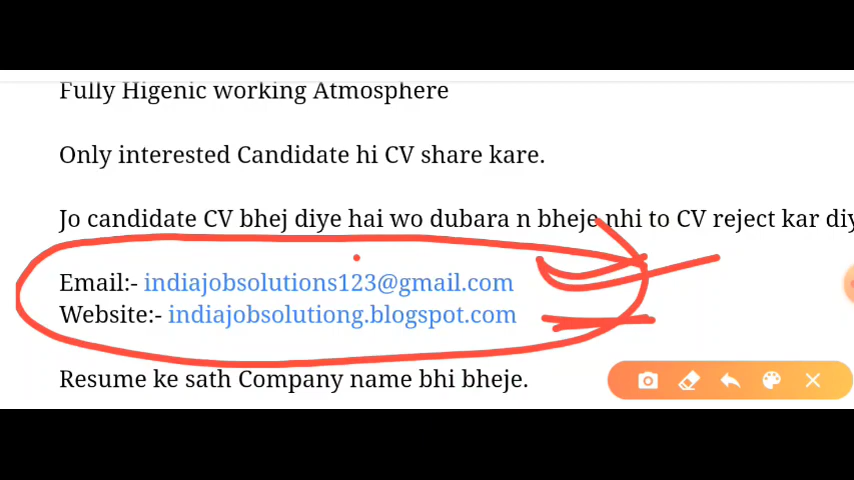 Fully Higenic working Atmosphere
Only interested Candidate hi CV share kare.
Jo candidate CV bhej diye hai wo dubara n bheje nhi to CV reject kar diy
Email:- indiajobsolutions123@gmail.com
Website:- indiajobsolutiong.blogspot.com
Resume ke sath Company name bhi bheje.